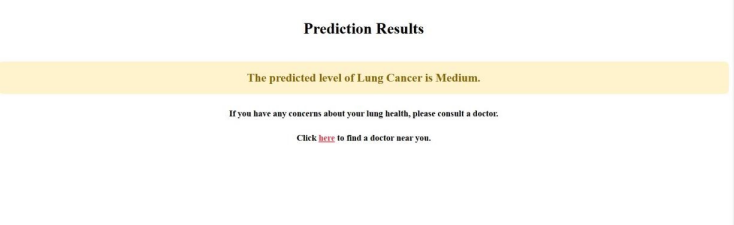 Prediction Results
The predicted level of Lung Cancer is Medium.
If you have any concerns about your lung health, please consult a doctor.
Click here to find a doctor near you.